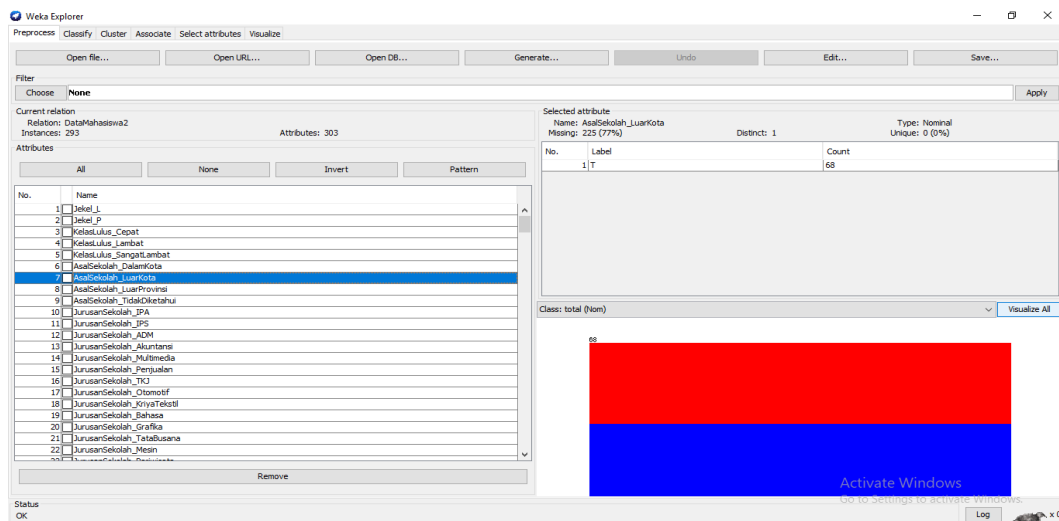 Weka Explorer
Preprocess Classify Cluster Associate Select attributes Visualize
Open file... Open URL... Open DB... Generate... Undo Edit... Save...
Filter
Choose None Apply
Current relation
Relation: DataMahasiswa2
Instances: 293 Attributes: 303
Attributes
All None Invert Pattern
No. Name
1 Jekel_L
2 Jekel_P
3 KelasLulus_Cepat
4 KelasLulus_Lambat
5 KelasLulus_SangatLambat
6 AsalSekolah_DalamKota
7 AsalSekolah_LuarKota
8 AsalSekolah_LuarProvinsi
9 AsalSekolah_TidakDiketahui
10 JurusanSekolah_IPA
11 JurusanSekolah_IPS
12 JurusanSekolah_ADM
13 JurusanSekolah_Akuntansi
14 JurusanSekolah_Multimedia
15 JurusanSekolah_Penjualan
16 JurusanSekolah_TKJ
17 JurusanSekolah_Otomotif
18 JurusanSekolah_KriyaTekstil
19 JurusanSekolah_Bahasa
20 JurusanSekolah_Grafika
21 JurusanSekolah_TataBusana
22 JurusanSekolah_Mesin
Remove
Selected attribute
Name: AsalSekolah_LuarKota Type: Nominal
Missing: 225 (77%) Distinct: 1 Unique: 0 (0%)
No. Label Count
1 T 68
Class: total (Nom) Visualize All
68
Activate Windows
Go to Settings to activate Windows.
Status
OK
Log x 0